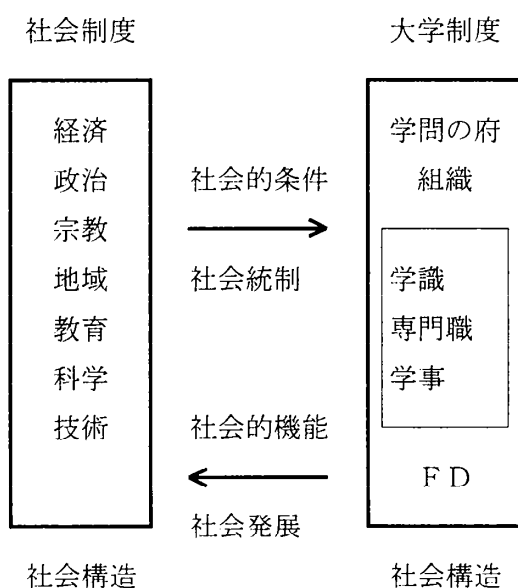 社会制度
大学制度
経済
政治
宗教
地域
教育
科学
技術
社会的条件
社会統制
社会的機能
社会発展
学問の府
組織
学識
専門職
学事
ＦＤ
社会構造
社会構造